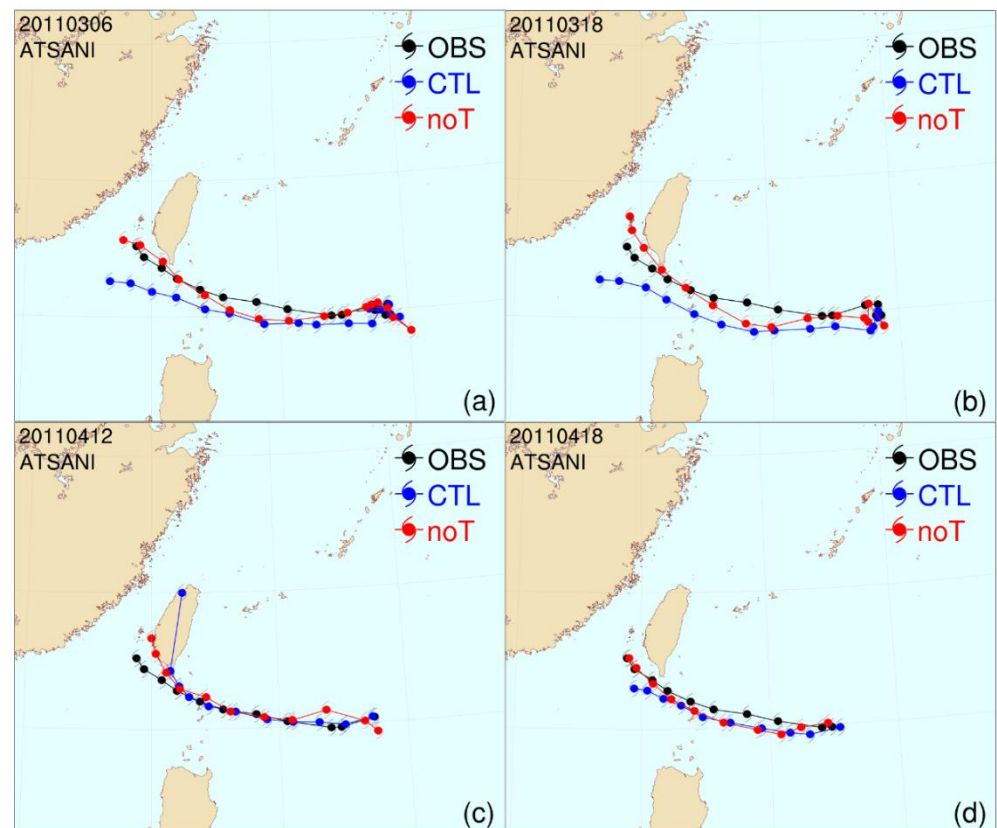 20110306
ATSANI
OBS
CTL
noT
(a)
20110318
ATSANI
OBS
CTL
noT
(b)
20110412
ATSANI
OBS
CTL
noT
(c)
20110418
ATSANI
OBS
CTL
noT
(d)